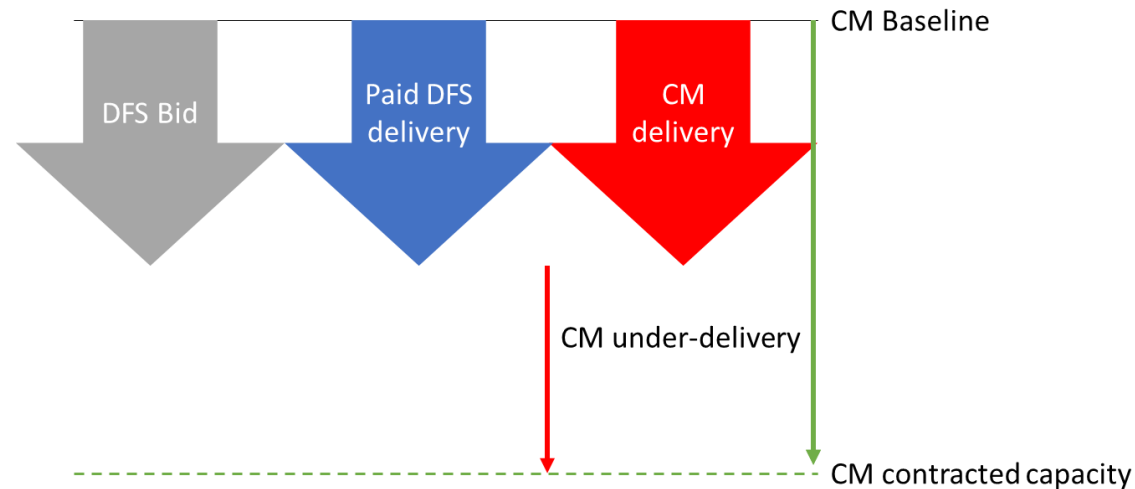 CM Baseline
DFS Bid
Paid DFS
delivery
CM
delivery
CM under-delivery
CM contracted capacity